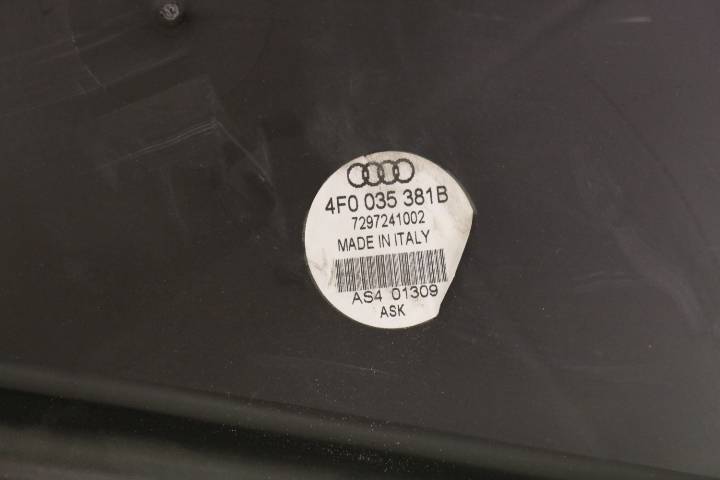 4F0 035 381B
7297241002
MADE IN ITALY
AS4 01309
ASK